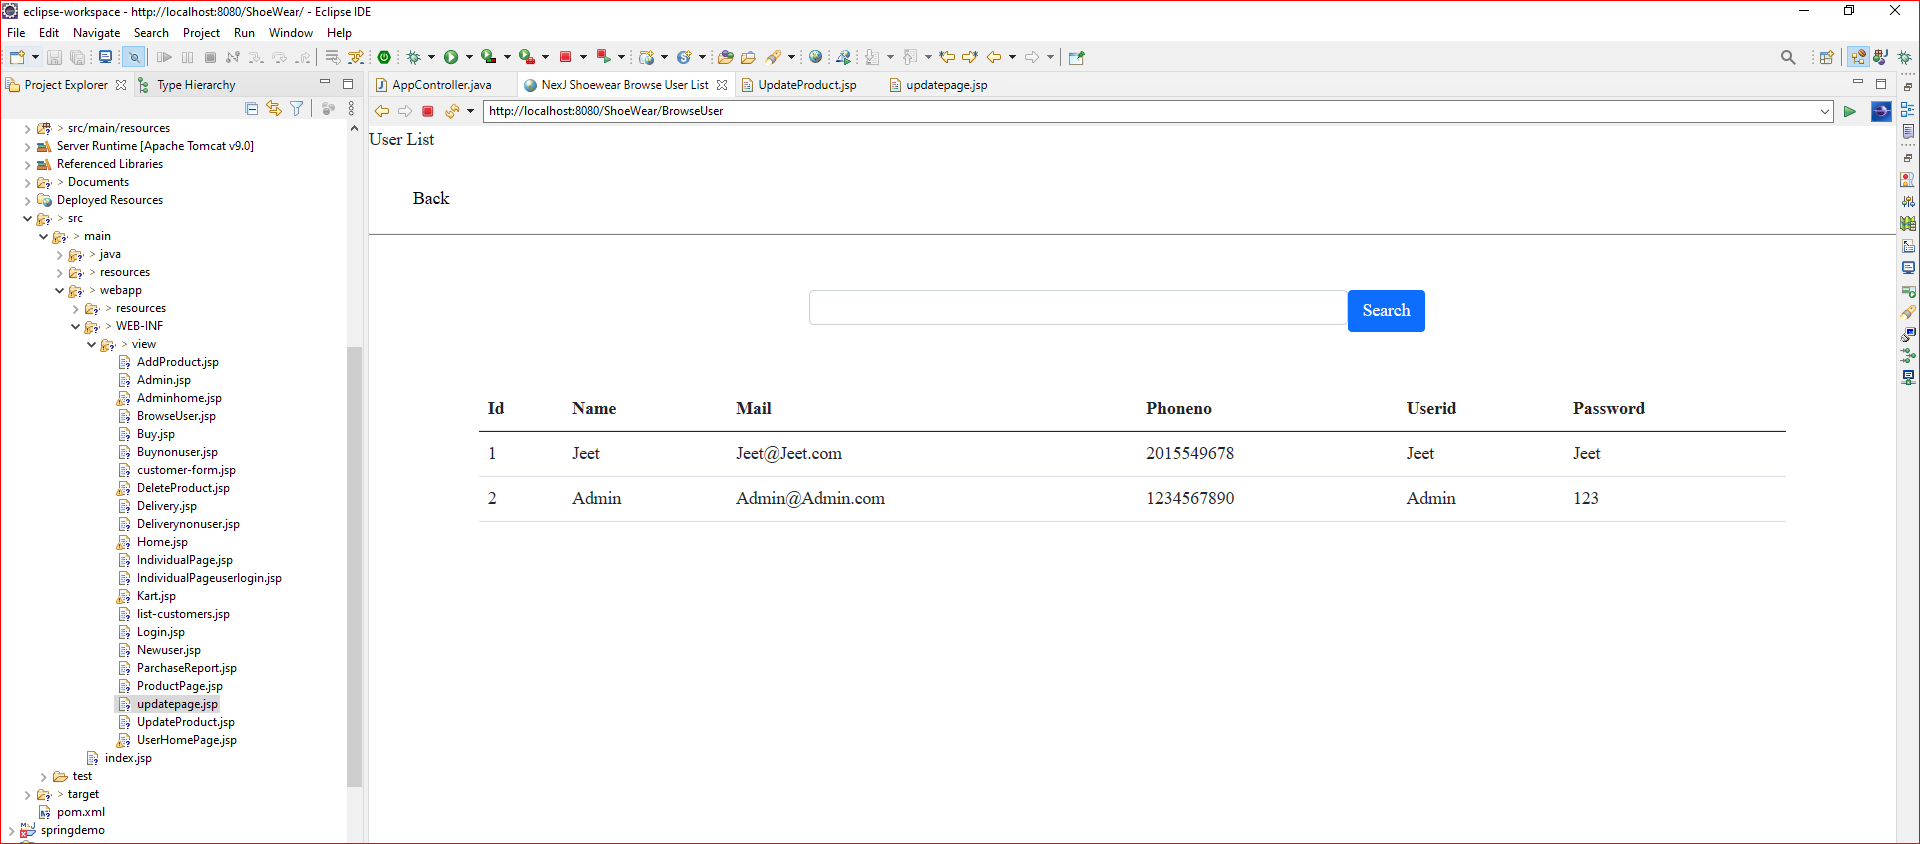 eclipse-workspace - http://localhost:8080/ShoeWear/ - Eclipse IDE
File Edit Navigate Search Project Run Window Help
Project Explorer Type Hierarchy
AppController.java NexJ Shoewear Browse User List UpdateProduct.jsp updatepage.jsp
http://localhost:8080/ShoeWear/BrowseUser
> src/main/resources
Server Runtime [Apache Tomcat v9.0]
Referenced Libraries
> Documents
Deployed Resources
> src
> main
> java
> resources
> webapp
> resources
> WEB-INF
> view
AddProduct.jsp
Admin.jsp
Adminhome.jsp
BrowseUser.jsp
Buy.jsp
Buynonuser.jsp
customer-form.jsp
DeleteProduct.jsp
Delivery.jsp
Deliverynonuser.jsp
Home.jsp
IndividualPage.jsp
IndividualPageuserlogin.jsp
Kart.jsp
list-customers.jsp
Login.jsp
Newuser.jsp
ParchaseReport.jsp
ProductPage.jsp
updatepage.jsp
UpdateProduct.jsp
UserHomePage.jsp
index.jsp
test
> target
pom.xml
springdemo
User List
Back
Search
Id Name Mail Phoneno Userid Password
1 Jeet Jeet@Jeet.com 2015549678 Jeet Jeet
2 Admin Admin@Admin.com 1234567890 Admin 123